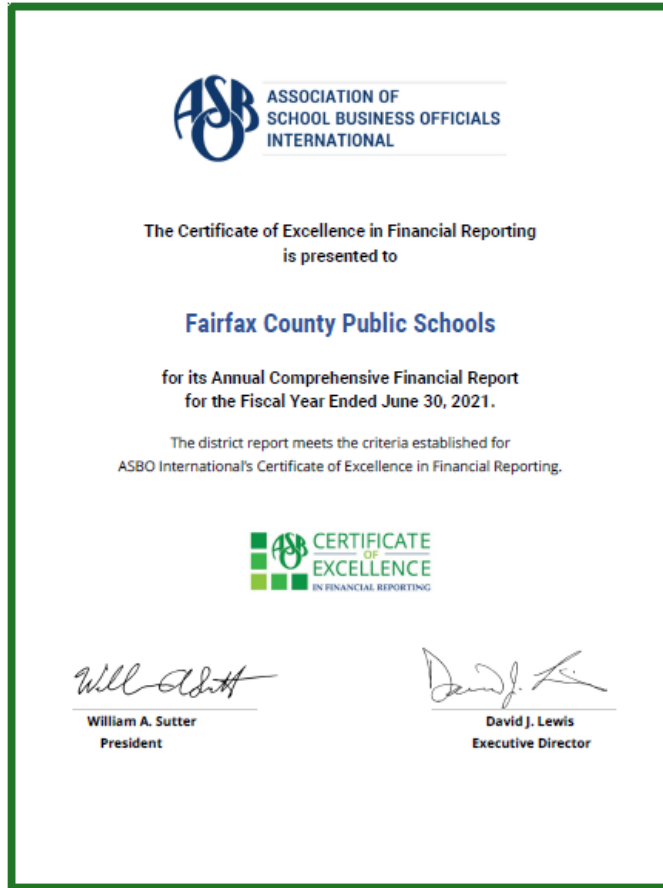 ASBO
ASSOCIATION OF
SCHOOL BUSINESS OFFICIALS
INTERNATIONAL
The Certificate of Excellence in Financial Reporting
is presented to
Fairfax County Public Schools
for its Annual Comprehensive Financial Report
for the Fiscal Year Ended June 30, 2021.
The district report meets the criteria established for
ASBO International's Certificate of Excellence in Financial Reporting.
ASBO
CERTIFICATE
OF
EXCELLENCE
IN FINANCIAL REPORTING
William A. Sutter
President
David J. Lewis
Executive Director